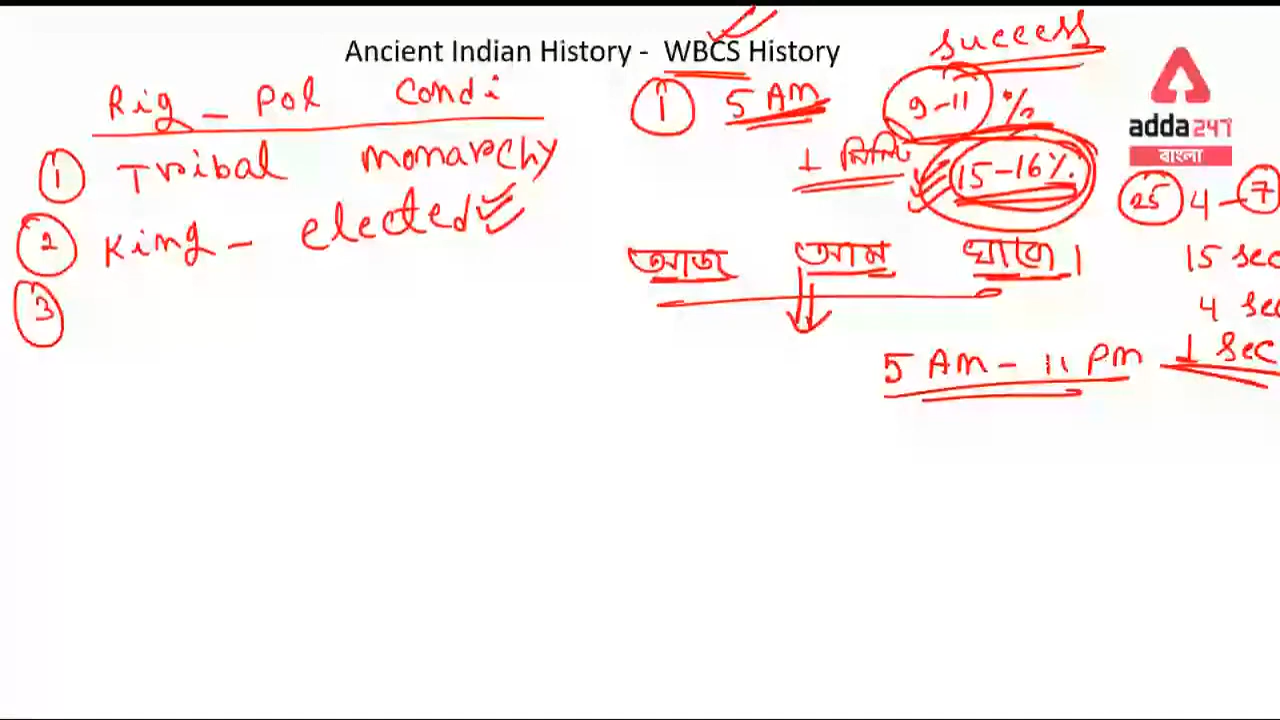 Ancient Indian History - WBCS History
Rig - Pol Condi
① Tribal monarchy
② King - elected
③
success
① 5 AM
9-11 %
1 মিনিট
15-16%.
25 4-7
আজ আম খাবো।
15 sec
4 sec
1 sec
5 AM - 11 PM
adda247
বাংলা